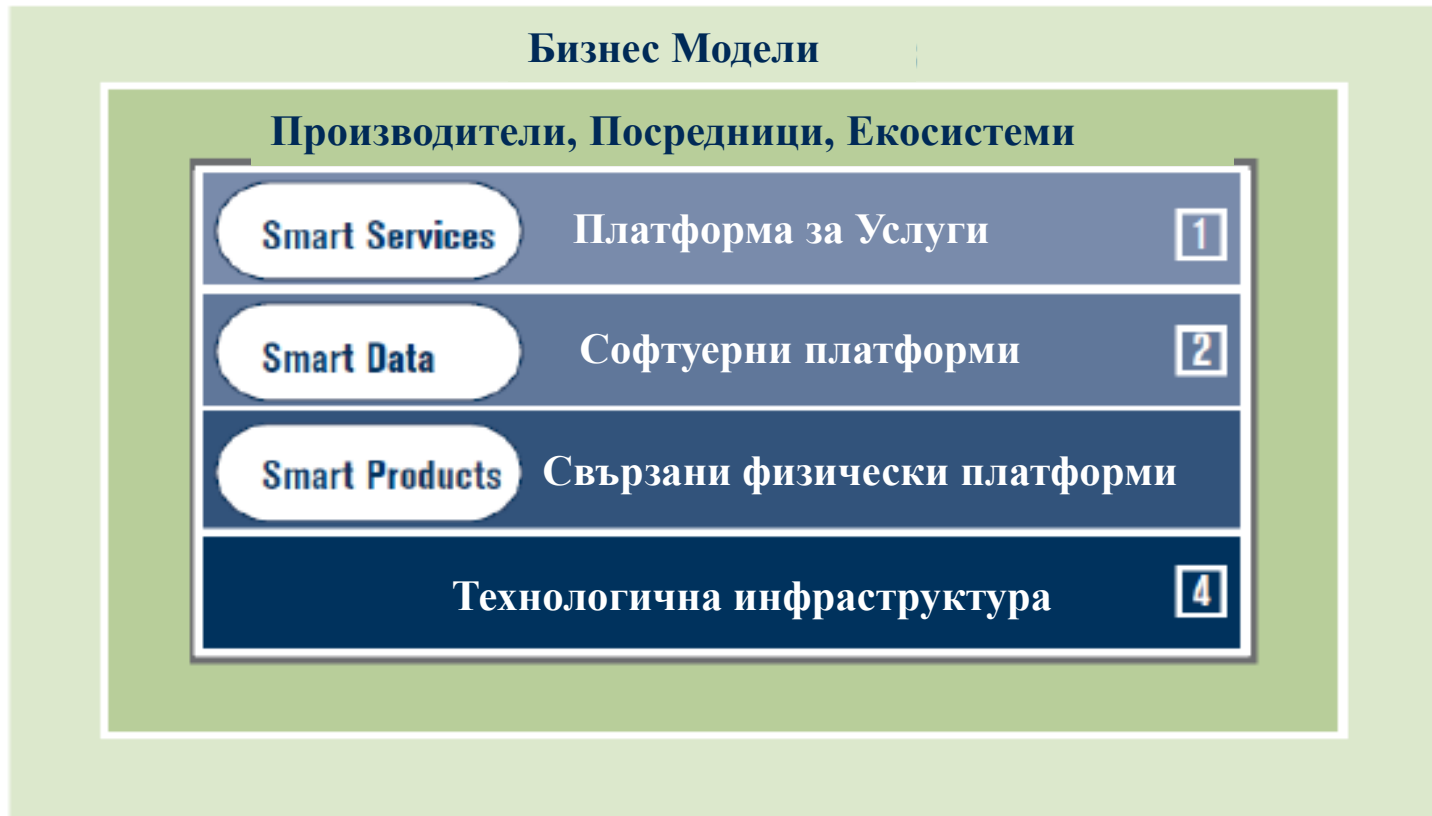 Бизнес Модели
Производители, Посредници, Екосистеми
Smart Services Платформа за Услуги 1
Smart Data Софтуерни платформи 2
Smart Products Свързани физически платформи
Технологична инфраструктура 4